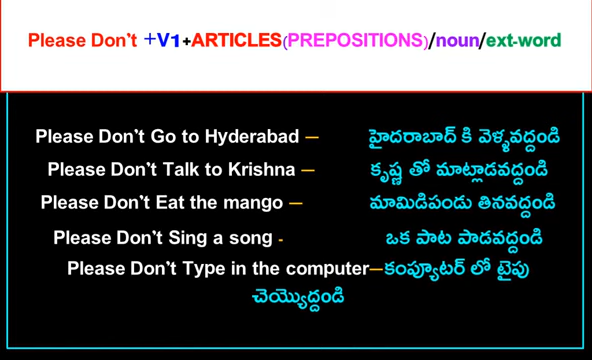 Please Don't +V1+ARTICLES(PREPOSITIONS)/noun/ext-word
Please Don't Go to Hyderabad — హైదరాబాద్ కి వెళ్ళవద్దండి
Please Don't Talk to Krishna — కృష్ణ తో మాట్లాడవద్దండి
Please Don't Eat the mango — మామిడిపండు తినవద్దండి
Please Don't Sing a song - ఒక పాట పాడవద్దండి
Please Don't Type in the computer—కంప్యూటర్ లో టైపు
చెయ్యొద్దండి